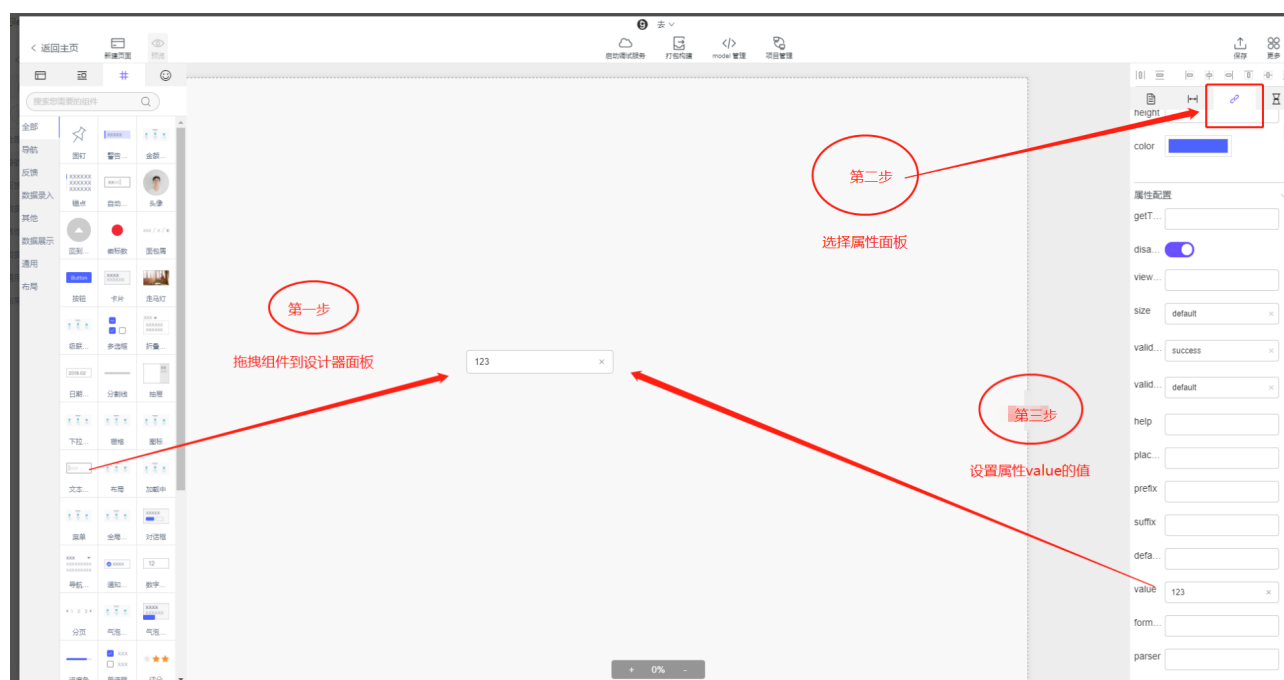 去
返回主页
新建页面
预览
启动调试服务
打包构建
model 管理
项目管理
保存
更多
搜索您需要的组件
全部
导航
反馈
数据录入
其他
数据展示
通用
布局
图钉
警告...
金额...
锚点
自动...
头像
回到...
徽标数
面包屑
Button
按钮
卡片
走马灯
级联...
多选框
折叠...
日期...
分割线
抽屉
下拉...
栅格
图标
文本...
布局
加载中
菜单
全局...
对话框
导航...
通知...
12
数字...
分页
气泡...
气泡...
第一步
拖拽组件到设计器面板
123
第二步
选择属性面板
第三步
设置属性value的值
+ 0% -
height
color
属性配置
getT...
disa...
view...
size default
valid... success
valid... default
help
plac...
prefix
suffix
defa...
value 123
form...
parser